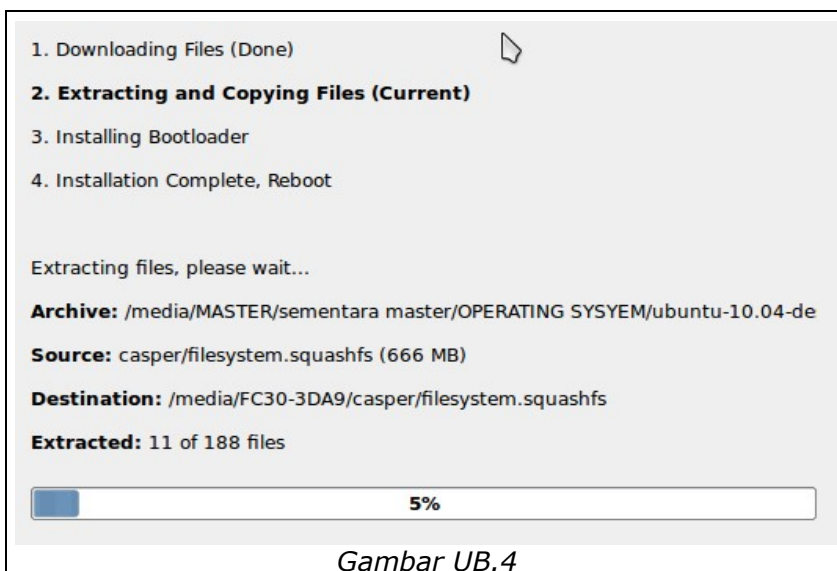 1. Downloading Files (Done)
2. Extracting and Copying Files (Current)
3. Installing Bootloader
4. Installation Complete, Reboot
Extracting files, please wait...
Archive: /media/MASTER/sementara master/OPERATING SYSYEM/ubuntu-10.04-de
Source: casper/filesystem.squashfs (666 MB)
Destination: /media/FC30-3DA9/casper/filesystem.squashfs
Extracted: 11 of 188 files
5%
Gambar UB.4